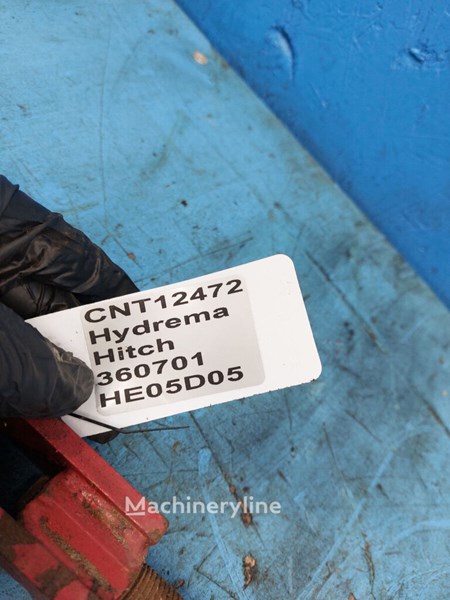 CNT12472
Hydrema
Hitch
360701
HE05D05
Machineryline